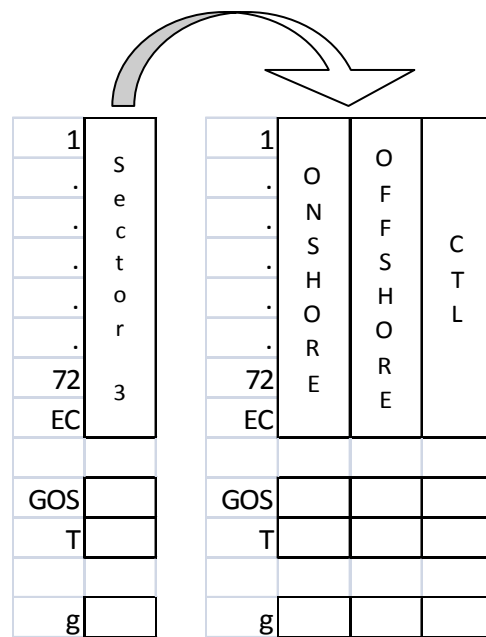 1
.
.
.
.
.
72
EC
GOS
T
g
Sector 3
1
.
.
.
.
.
72
EC
GOS
T
g
ONSHORE
OFFSHORE
CTL